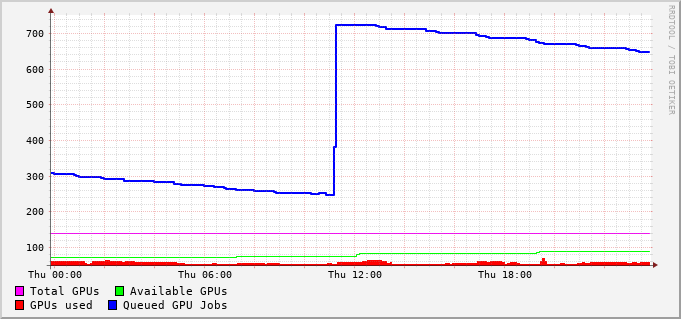 700
600
500
400
300
200
100
Thu 00:00 Thu 06:00 Thu 12:00 Thu 18:00
Total GPUs Available GPUs
GPUs used Queued GPU Jobs
RRDTOOL / TOBI OETIKER